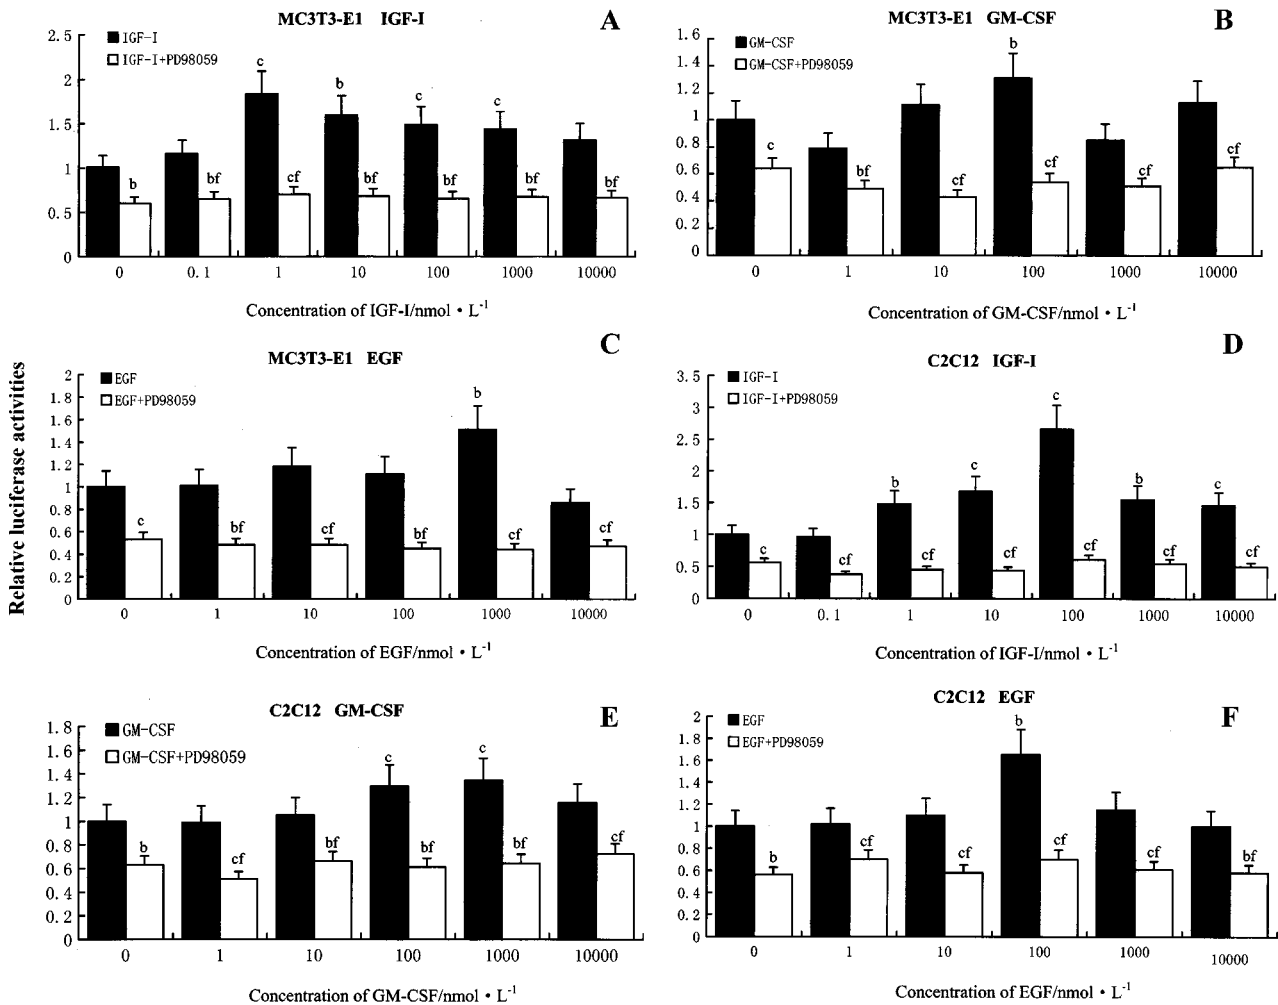 MC3T3-E1 IGF-I
A
IGF-I
IGF-I+PD98059
2.5
2
1.5
1
0.5
0
b
bf
c
cf
b
bf
c
bf
c
bf
bf
0
0.1
1
10
100
1000
10000
Concentration of IGF-I/nmol · L-1
MC3T3-E1 GM-CSF
B
GM-CSF
GM-CSF+PD98059
1.6
1.4
1.2
1
0.8
0.6
0.4
0.2
0
c
bf
cf
b
cf
cf
cf
0
1
10
100
1000
10000
Concentration of GM-CSF/nmol · L-1
Relative luciferase activities
MC3T3-E1 EGF
C
EGF
EGF+PD98059
2
1.8
1.6
1.4
1.2
1
0.8
0.6
0.4
0.2
0
c
bf
cf
bf
b
cf
cf
0
1
10
100
1000
10000
Concentration of EGF/nmol · L-1
C2C12 IGF-I
D
IGF-I
IGF-I+PD98059
3.5
3
2.5
2
1.5
1
0.5
0
c
cf
b
cf
c
cf
c
cf
b
cf
c
cf
0
0.1
1
10
100
1000
10000
Concentration of IGF-I/nmol · L-1
C2C12 GM-CSF
E
GM-CSF
GM-CSF+PD98059
1.8
1.6
1.4
1.2
1
0.8
0.6
0.4
0.2
0
b
cf
bf
c
bf
c
bf
cf
0
1
10
100
1000
10000
Concentration of GM-CSF/nmol · L-1
C2C12 EGF
F
EGF
EGF+PD98059
2
1.8
1.6
1.4
1.2
1
0.8
0.6
0.4
0.2
0
b
cf
cf
b
cf
cf
bf
0
1
10
100
1000
10000
Concentration of EGF/nmol · L-1